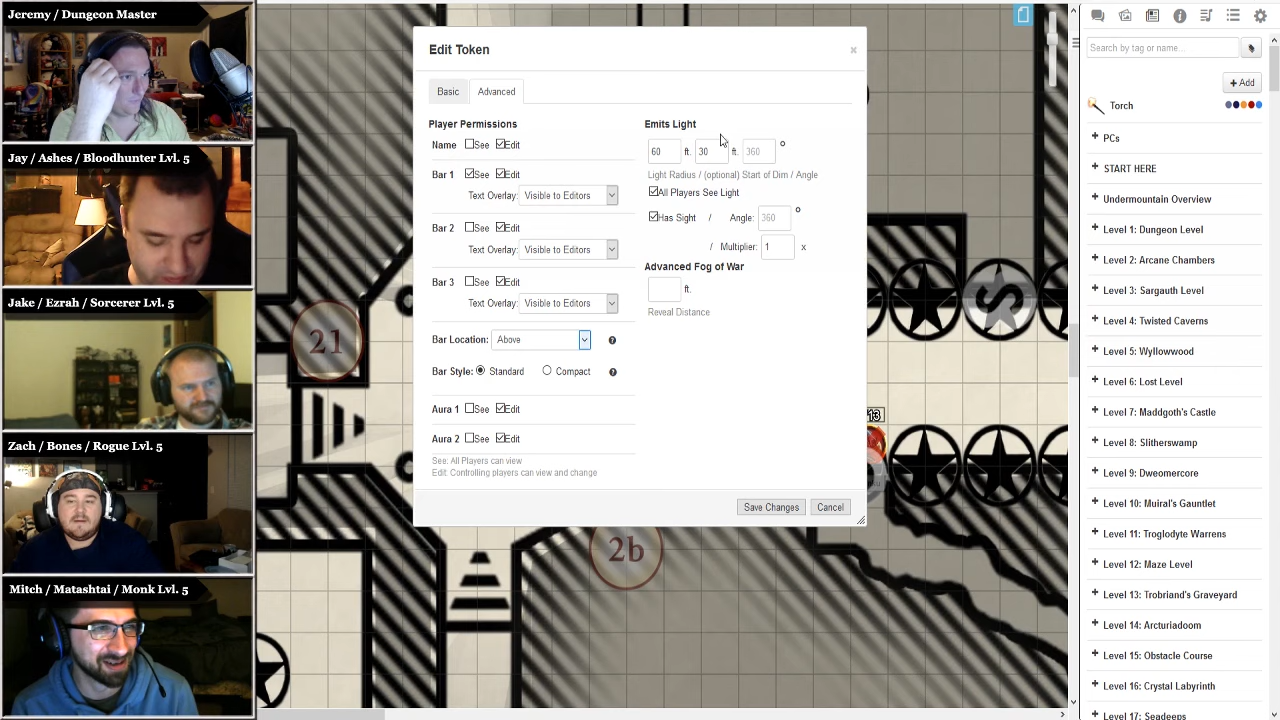 Jeremy / Dungeon Master
Jay / Ashes / Bloodhunter Lvl. 5
Jake / Ezrah / Sorcerer Lvl. 5
Zach / Bones / Rogue Lvl. 5
Mitch / Matashtai / Monk Lvl. 5
21
2b
S
13
Edit Token
×
Basic
Advanced
Player Permissions
Name See Edit
Bar 1 See Edit
Text Overlay: Visible to Editors
Bar 2 See Edit
Text Overlay: Visible to Editors
Bar 3 See Edit
Text Overlay: Visible to Editors
Bar Location: Above ?
Bar Style: Standard Compact ?
Aura 1 See Edit
Aura 2 See Edit
See: All Players can view
Edit: Controlling players can view and change
Emits Light
60 ft. 30 ft. 360 °
Light Radius / (optional) Start of Dim / Angle
All Players See Light
Has Sight / Angle: 360 °
/ Multiplier: 1 x
Advanced Fog of War
ft.
Reveal Distance
Save Changes
Cancel
Search by tag or name...
+ Add
Torch
+ PCs
+ START HERE
+ Undermountain Overview
+ Level 1: Dungeon Level
+ Level 2: Arcane Chambers
+ Level 3: Sargauth Level
+ Level 4: Twisted Caverns
+ Level 5: Wyllowwood
+ Level 6: Lost Level
+ Level 7: Maddgoth's Castle
+ Level 8: Slitherswamp
+ Level 9: Dweomercore
+ Level 10: Muiral's Gauntlet
+ Level 11: Troglodyte Warrens
+ Level 12: Maze Level
+ Level 13: Trobriand's Graveyard
+ Level 14: Arcturiadoom
+ Level 15: Obstacle Course
+ Level 16: Crystal Labyrinth
+ Level 17: Seadeeps